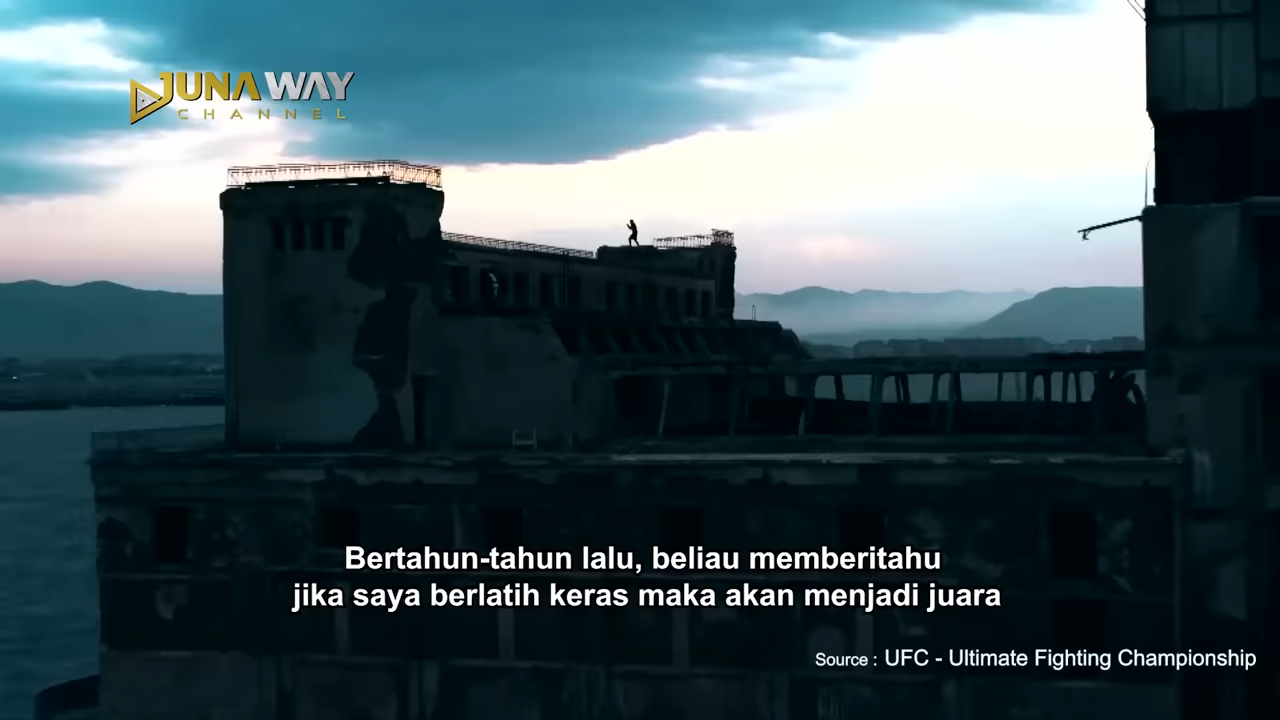 JUNA WAY
CHANNEL
Bertahun-tahun lalu, beliau memberitahu
jika saya berlatih keras maka akan menjadi juara
Source : UFC - Ultimate Fighting Championship